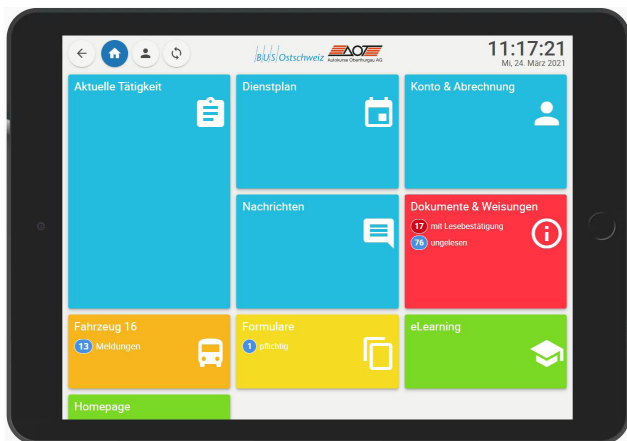 BUS Ostschweiz
AOT
Autokurse Oberthurgau AG
11:17:21
Mi, 24. März 2021
Aktuelle Tätigkeit
Dienstplan
Konto & Abrechnung
Nachrichten
Dokumente & Weisungen
17 mit Lesebestätigung
76 ungelesen
Fahrzeug 16
13 Meldungen
Formulare
1 pflichtig
eLearning
Homepage